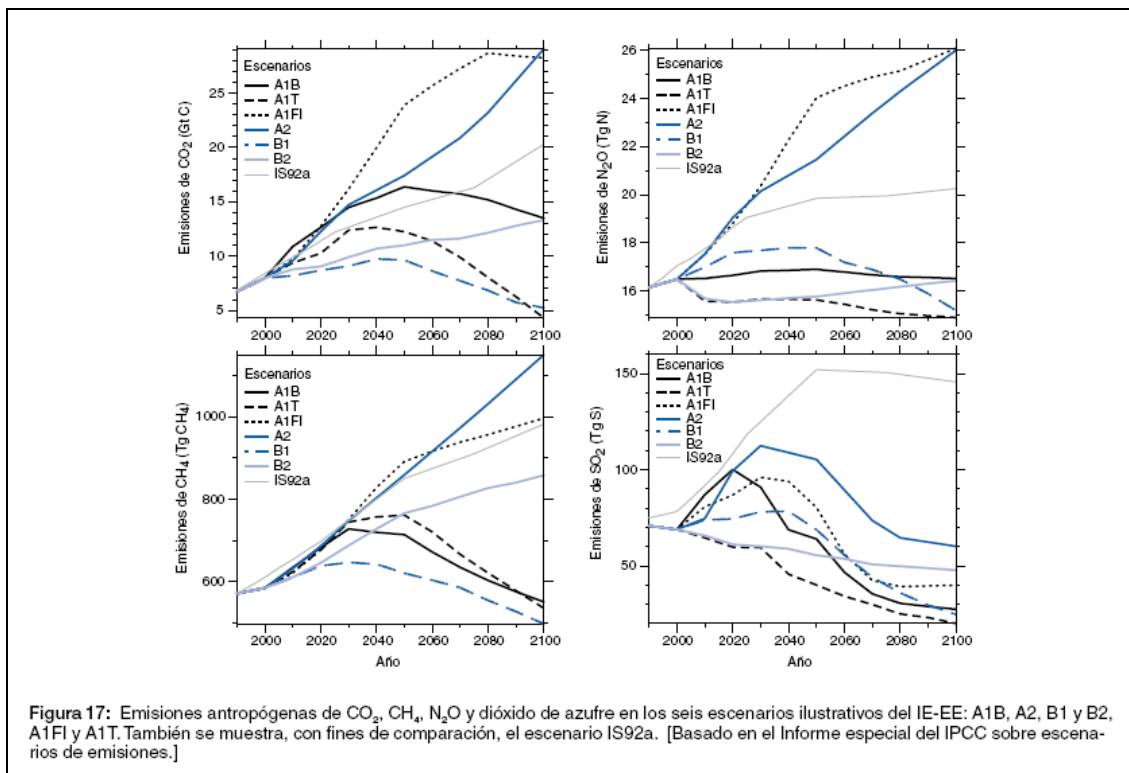 Emisiones de CO₂ (Gt C)
25
20
15
10
5
Escenarios
A1B
A1T
A1FI
A2
B1
B2
IS92a
2000 2020 2040 2060 2080 2100
Emisiones de N₂O (Tg N)
26
24
22
20
18
16
Escenarios
A1B
A1T
A1FI
A2
B1
B2
IS92a
2000 2020 2040 2060 2080 2100
Emisiones de CH₄ (Tg CH₄)
1000
800
600
Escenarios
A1B
A1T
A1FI
A2
B1
B2
IS92a
2000 2020 2040 2060 2080 2100
Año
Emisiones de SO₂ (Tg S)
150
100
50
Escenarios
A1B
A1T
A1FI
A2
B1
B2
IS92a
2000 2020 2040 2060 2080 2100
Año
Figura 17: Emisiones antropógenas de CO₂, CH₄, N₂O y dióxido de azufre en los seis escenarios ilustrativos del IE-EE: A1B, A2, B1 y B2,
A1FI y A1T. También se muestra, con fines de comparación, el escenario IS92a. [Basado en el Informe especial del IPCC sobre escena-
rios de emisiones.]